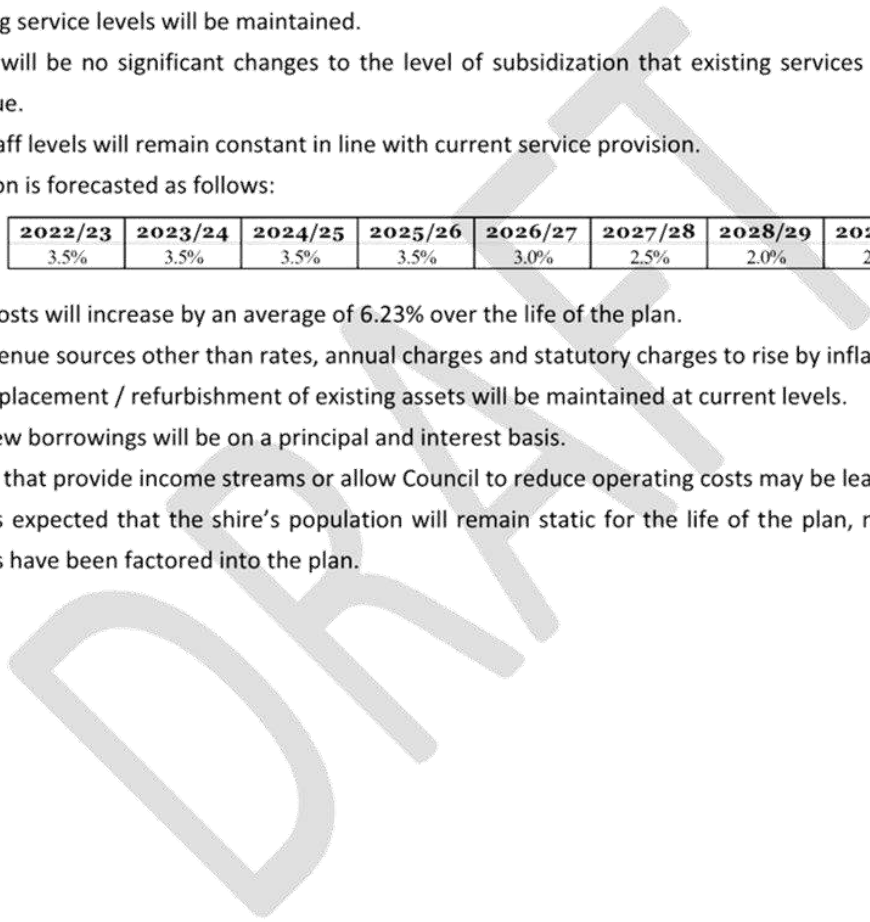 g service levels will be maintained.
will be no significant changes to the level of subsidization that existing services
ue.
aff levels will remain constant in line with current service provision.
on is forecasted as follows:
2022/23 2023/24 2024/25 2025/26 2026/27 2027/28 2028/29 202
3.5% 3.5% 3.5% 3.5% 3.0% 2.5% 2.0% 2
osts will increase by an average of 6.23% over the life of the plan.
enue sources other than rates, annual charges and statutory charges to rise by infla
placement / refurbishment of existing assets will be maintained at current levels.
ew borrowings will be on a principal and interest basis.
that provide income streams or allow Council to reduce operating costs may be lea
s expected that the shire's population will remain static for the life of the plan, r
s have been factored into the plan.
DRAFT